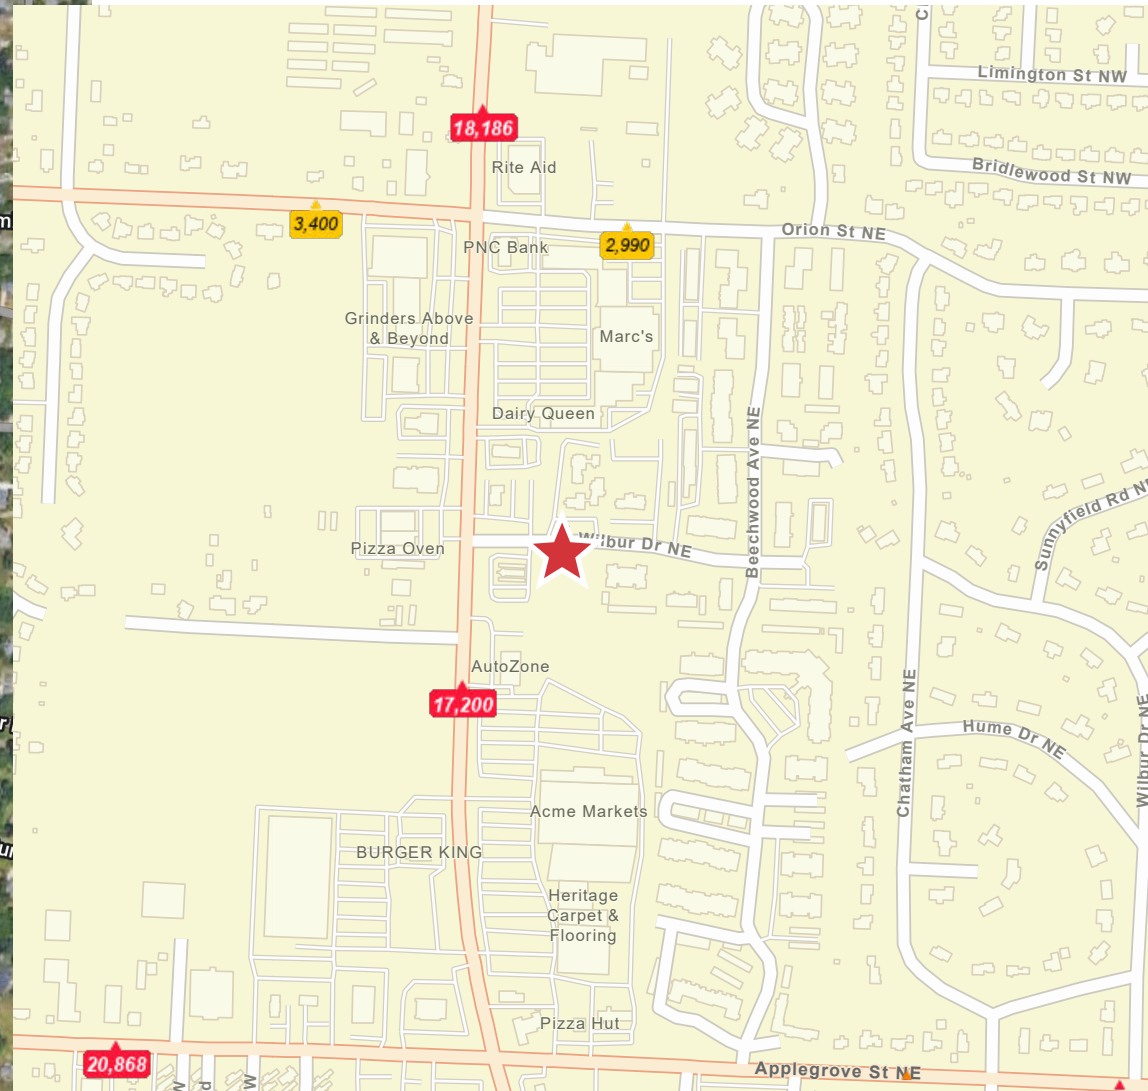 Limington St NW
18,186
Rite Aid
Bridlewood St NW
3,400
Orion St NE
PNC Bank
2,990
Grinders Above
& Beyond
Marc's
Dairy Queen
Beechwood Ave NE
Sunnyfield Rd
Pizza Oven
Wilbur Dr NE
AutoZone
17,200
Chatham Ave NE
Hume Dr NE
Wilbur Dr NE
Acme Markets
BURGER KING
Heritage
Carpet &
Flooring
Pizza Hut
20,868
Applegrove St NE